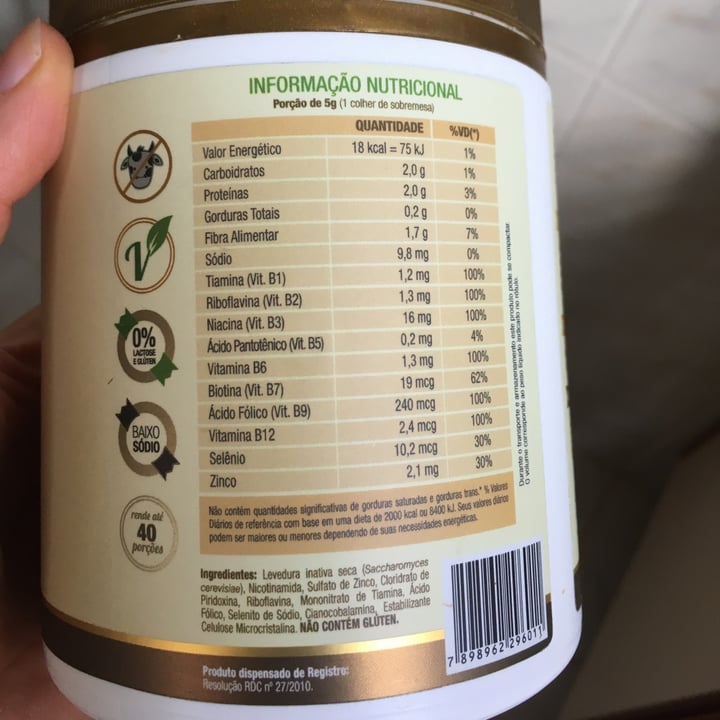 INFORMAÇÃO NUTRICIONAL
Porção de 5g (1 colher de sobremesa)
QUANTIDADE %VD(*)
Valor Energético 18 kcal = 75 kJ 1%
Carboidratos 2,0 g 1%
Proteínas 2,0 g 3%
Gorduras Totais 0,2 g 0%
Fibra Alimentar 1,7 g 7%
Sódio 9,8 mg 0%
Tiamina (Vit. B1) 1,2 mg 100%
Riboflavina (Vit. B2) 1,3 mg 100%
Niacina (Vit. B3) 16 mg 100%
Ácido Pantotênico (Vit. B5) 0,2 mg 4%
Vitamina B6 1,3 mg 100%
Biotina (Vit. B7) 19 mcg 62%
Ácido Fólico (Vit. B9) 240 mcg 100%
Vitamina B12 2,4 mcg 100%
Selênio 10,2 mcg 30%
Zinco 2,1 mg 30%
Não contém quantidades significativas de gorduras saturadas e gorduras trans.* % Valores
Diários de referência com base em uma dieta de 2000 kcal ou 8400 kJ. Seus valores diários
podem ser maiores ou menores dependendo de suas necessidades energéticas.
V
0%
LACTOSE
E GLÚTEN
BAIXO
SÓDIO
rende até
40
porções
Ingredientes: Levedura inativa seca (Saccharomyces
cerevisiae), Nicotinamida, Sulfato de Zinco, Cloridrato de
Piridoxina, Riboflavina, Mononitrato de Tiamina, Ácido
Fólico, Selenito de Sódio, Cianocobalamina, Estabilizante
Celulose Microcristalina. NÃO CONTÉM GLÚTEN.
Produto dispensado de Registro:
Resolução RDC nº 27/2010.
7 898962 296011
Durante o transporte e armazenamento este produto pode se compactar.
O volume corresponde ao peso líquido indicado no rótulo.